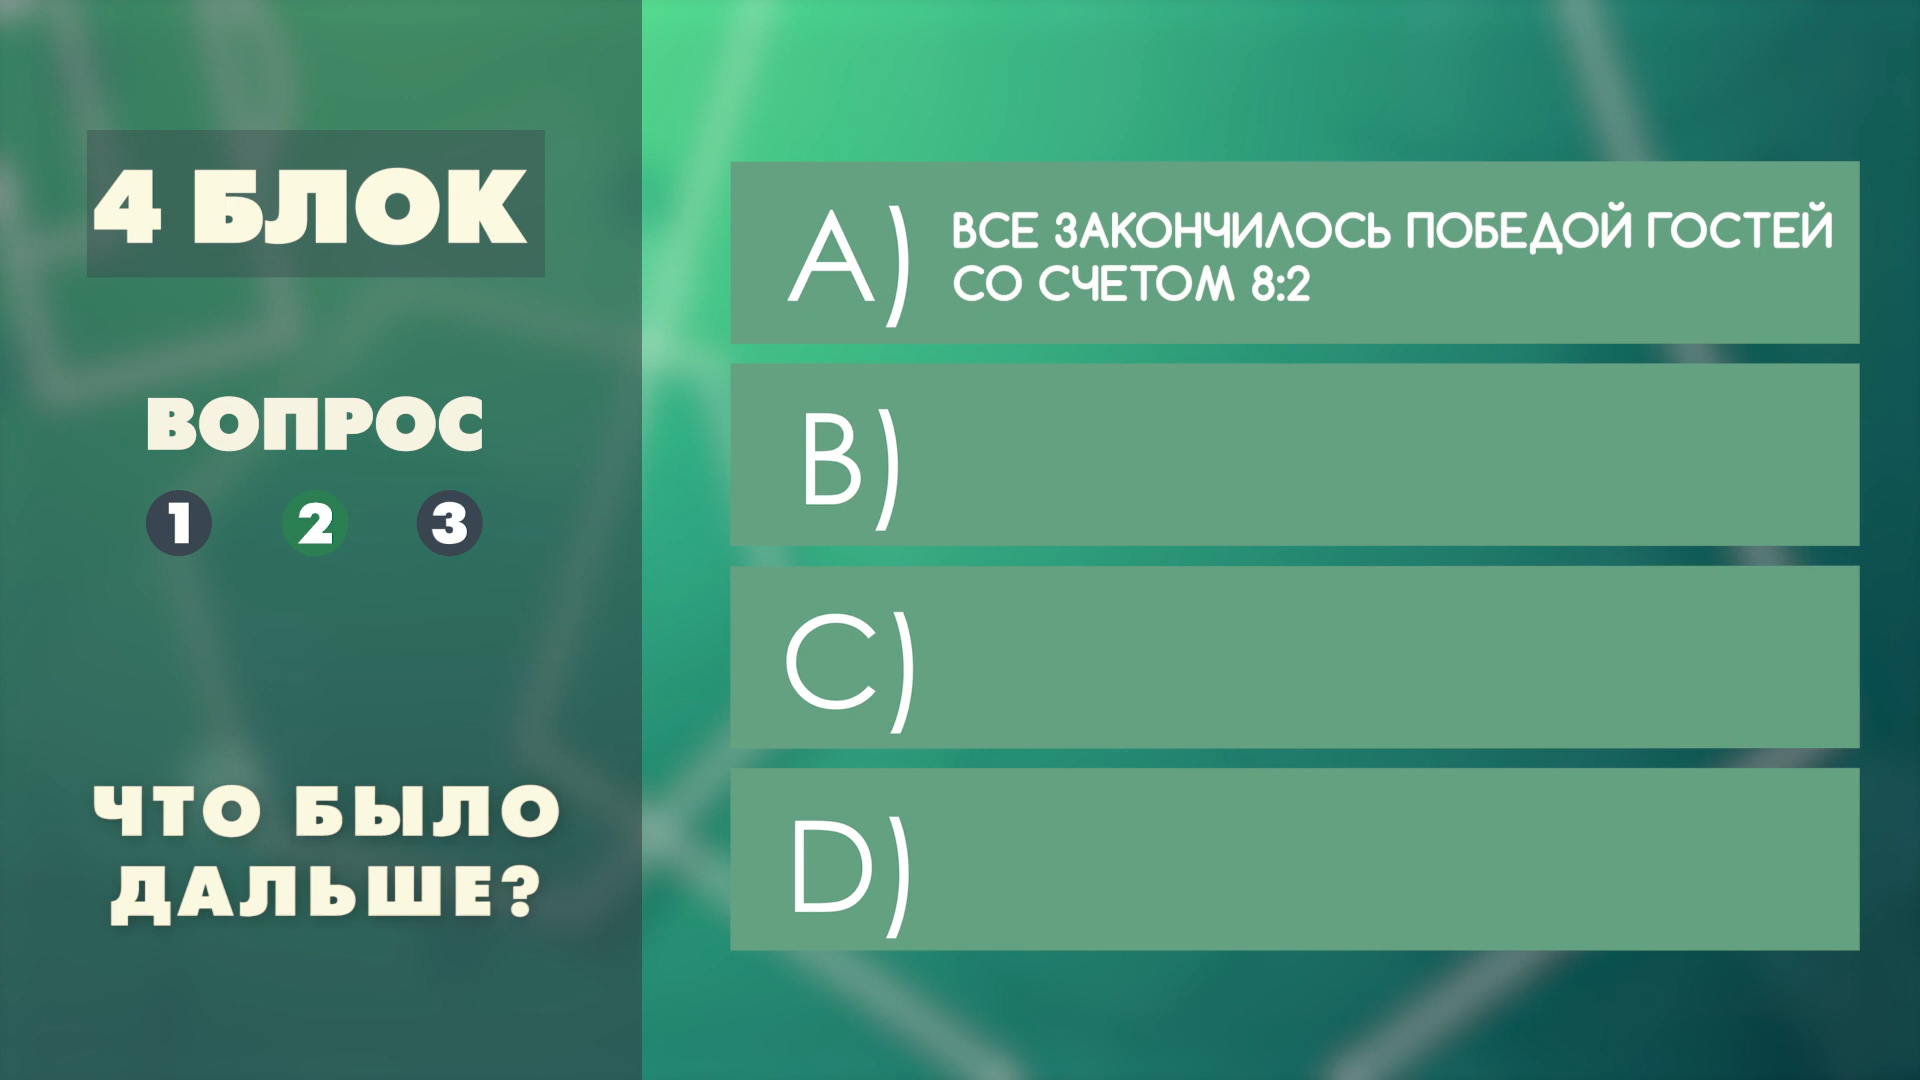 4 БЛОК
ВОПРОС
1 2 3
ЧТО БЫЛО
ДАЛЬШЕ?
A) ВСЕ ЗАКОНЧИЛОСЬ ПОБЕДОЙ ГОСТЕЙ
СО СЧЕТОМ 8:2
B)
C)
D)